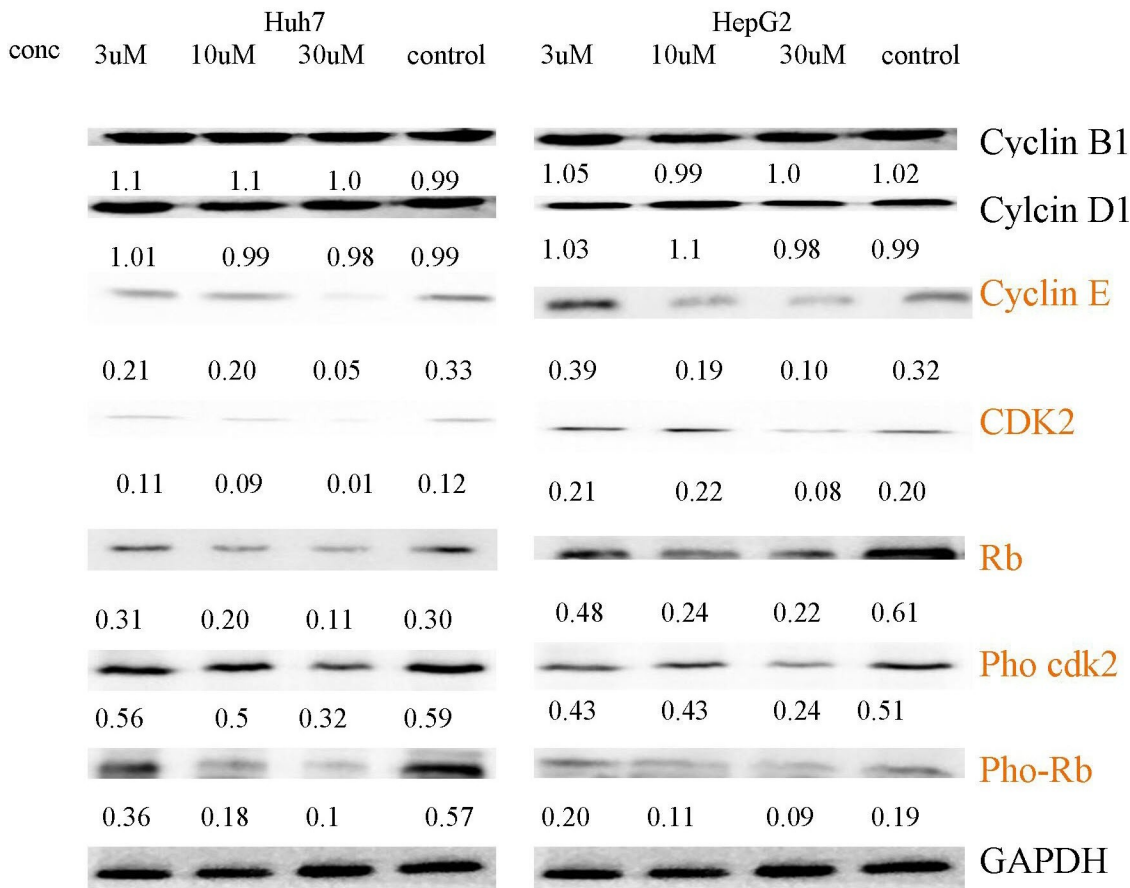 Huh7 HepG2
conc 3uM 10uM 30uM control 3uM 10uM 30uM control
Cyclin B1
1.1 1.1 1.0 0.99 1.05 0.99 1.0 1.02
Cylcin D1
1.01 0.99 0.98 0.99 1.03 1.1 0.98 0.99
Cyclin E
0.21 0.20 0.05 0.33 0.39 0.19 0.10 0.32
CDK2
0.11 0.09 0.01 0.12 0.21 0.22 0.08 0.20
Rb
0.31 0.20 0.11 0.30 0.48 0.24 0.22 0.61
Pho cdk2
0.56 0.5 0.32 0.59 0.43 0.43 0.24 0.51
Pho-Rb
0.36 0.18 0.1 0.57 0.20 0.11 0.09 0.19
GAPDH